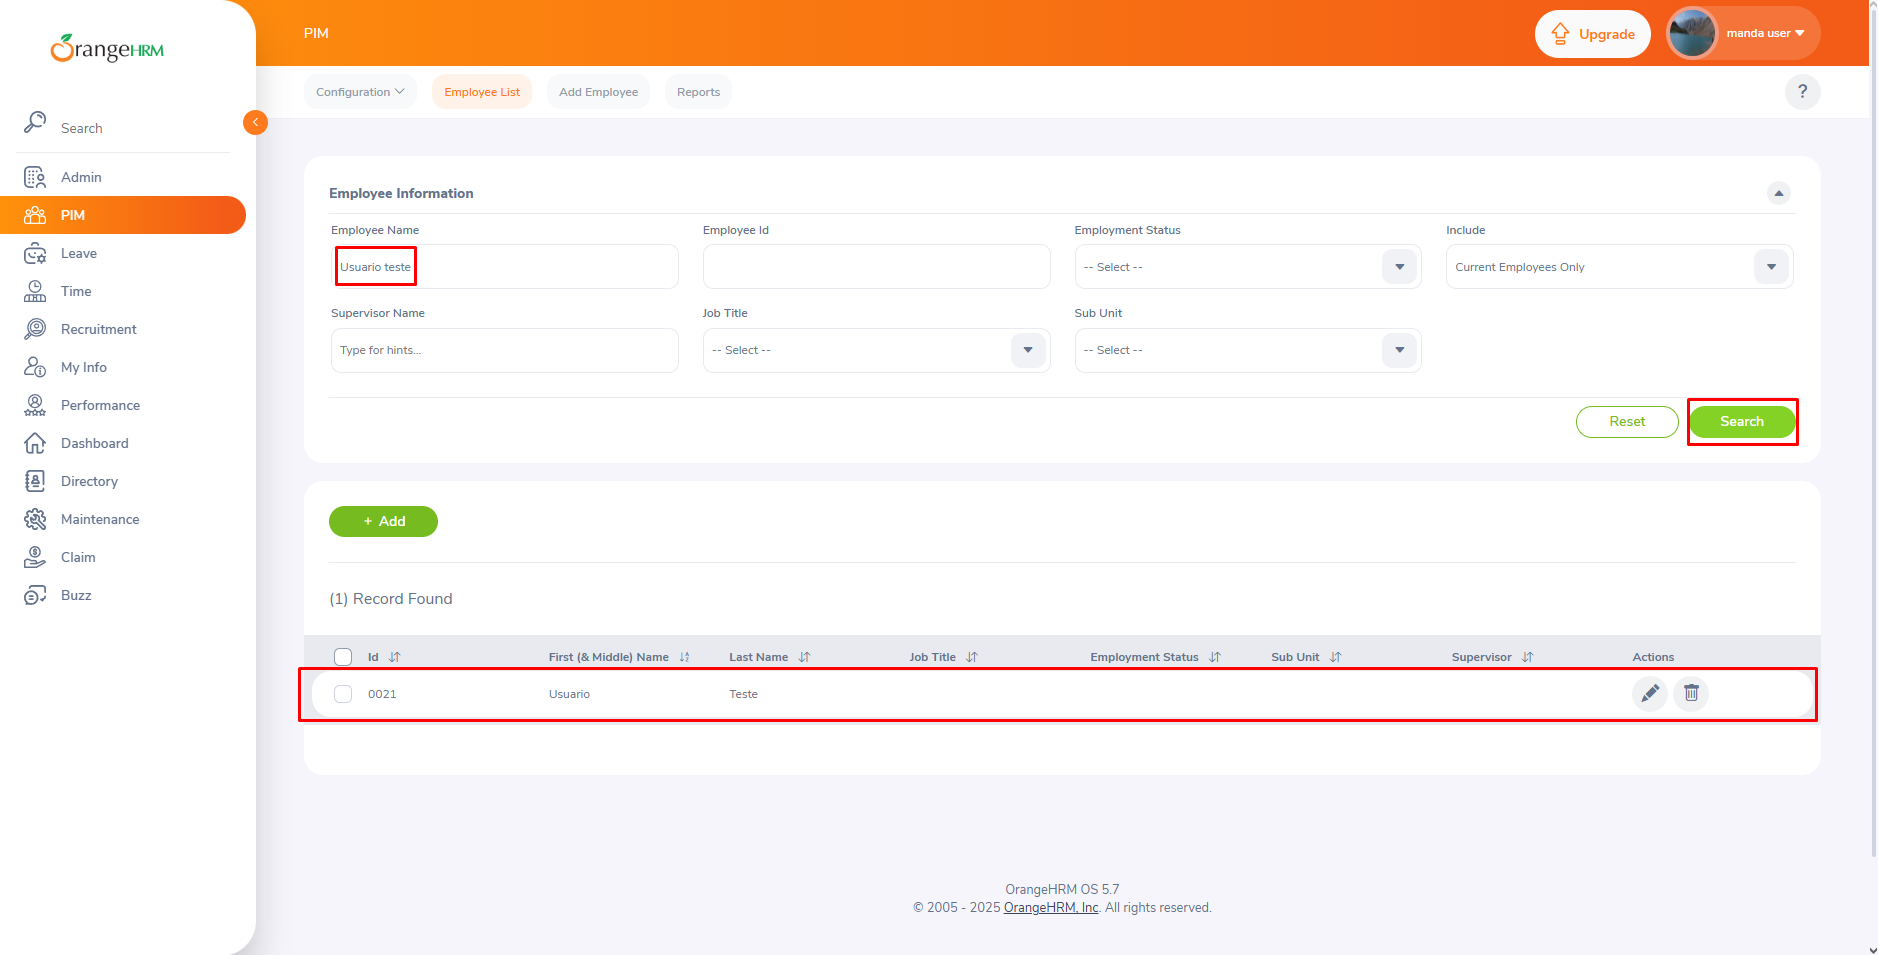 OrangeHRM
PIM
Upgrade
manda user
Search
Admin
PIM
Leave
Time
Recruitment
My Info
Performance
Dashboard
Directory
Maintenance
Claim
Buzz
Configuration
Employee List
Add Employee
Reports
?
Employee Information
Employee Name
Employee Id
Employment Status
Include
Usuario teste
-- Select --
Current Employees Only
Supervisor Name
Job Title
Sub Unit
Type for hints...
-- Select --
-- Select --
Reset
Search
+ Add
(1) Record Found
Id
First (& Middle) Name
Last Name
Job Title
Employment Status
Sub Unit
Supervisor
Actions
0021
Usuario
Teste
OrangeHRM OS 5.7
© 2005 - 2025 OrangeHRM, Inc. All rights reserved.